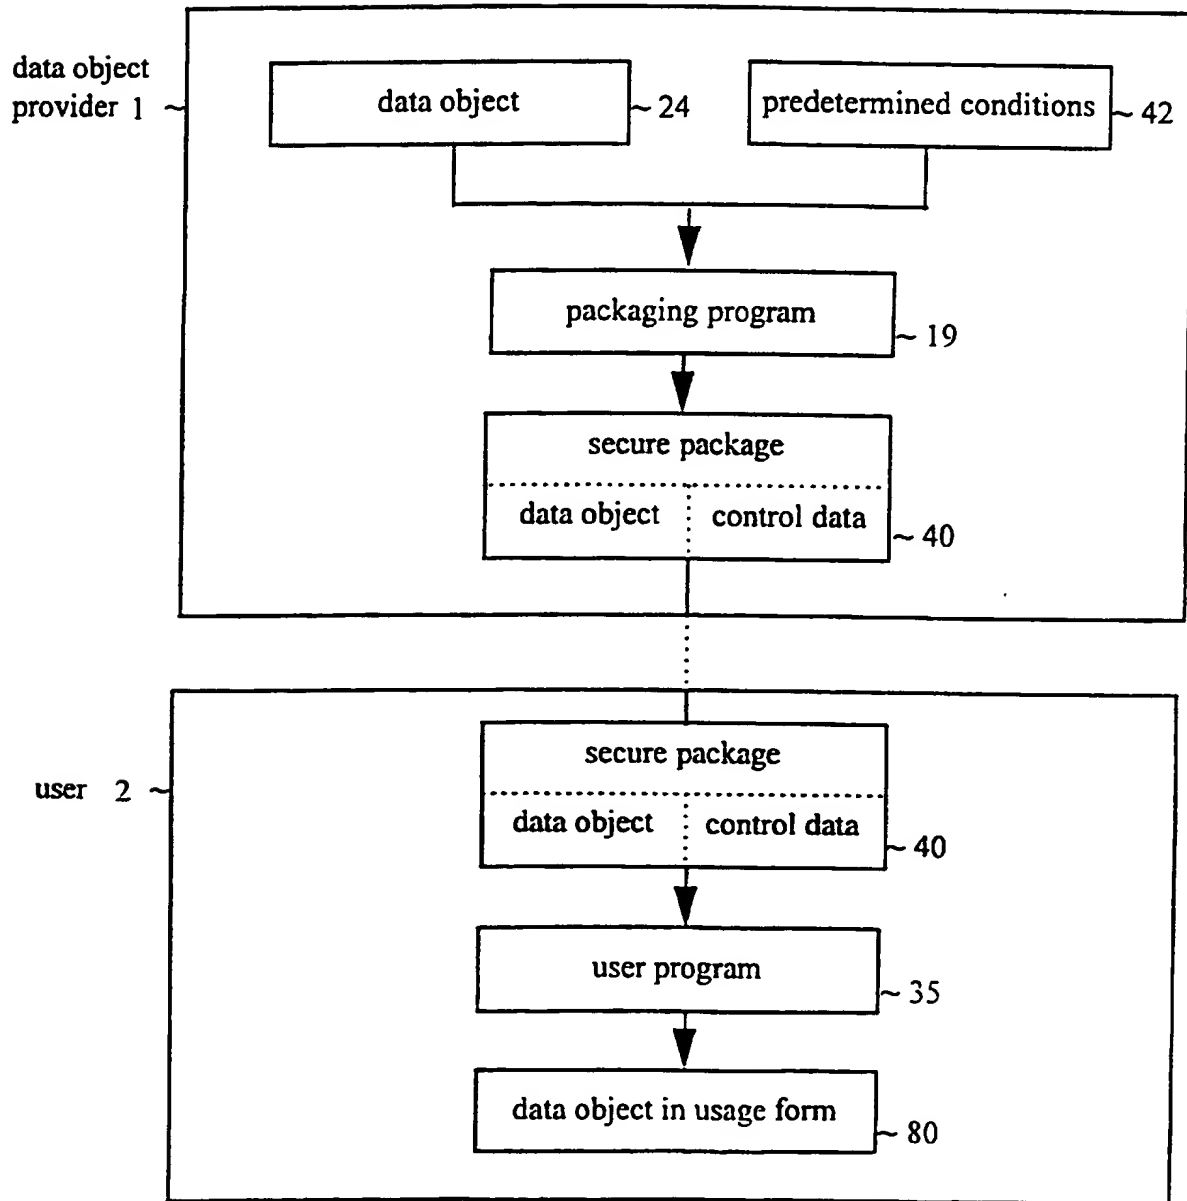 data object
provider 1 ~
data object
~ 24
predetermined conditions
~ 42
packaging program
~ 19
secure package
data object
control data
~ 40
user 2 ~
secure package
data object
control data
~ 40
user program
~ 35
data object in usage form
~ 80